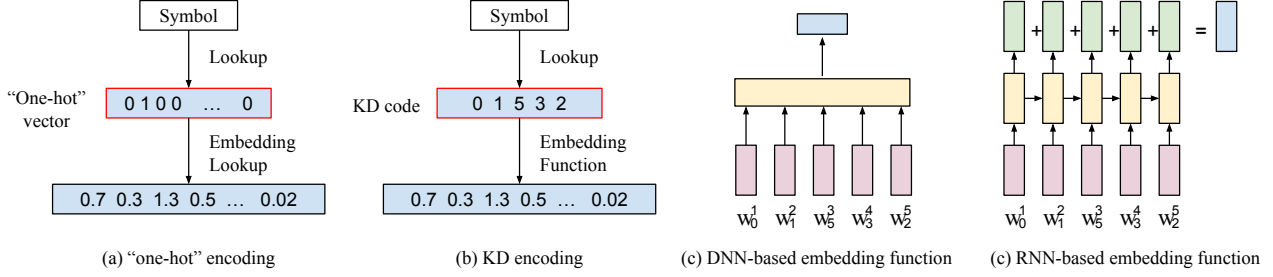 Symbol
Lookup
“One-hot”
vector
0 1 0 0 … 0
Embedding
Lookup
0.7 0.3 1.3 0.5 … 0.02
(a) “one-hot” encoding
Symbol
Lookup
KD code
0 1 5 3 2
Embedding
Function
0.7 0.3 1.3 0.5 … 0.02
(b) KD encoding
W₀¹ W₁² W₅³ W₃⁴ W₂⁵
(c) DNN-based embedding function
+ + + + =
W₀¹ W₁² W₅³ W₃⁴ W₂⁵
(c) RNN-based embedding function